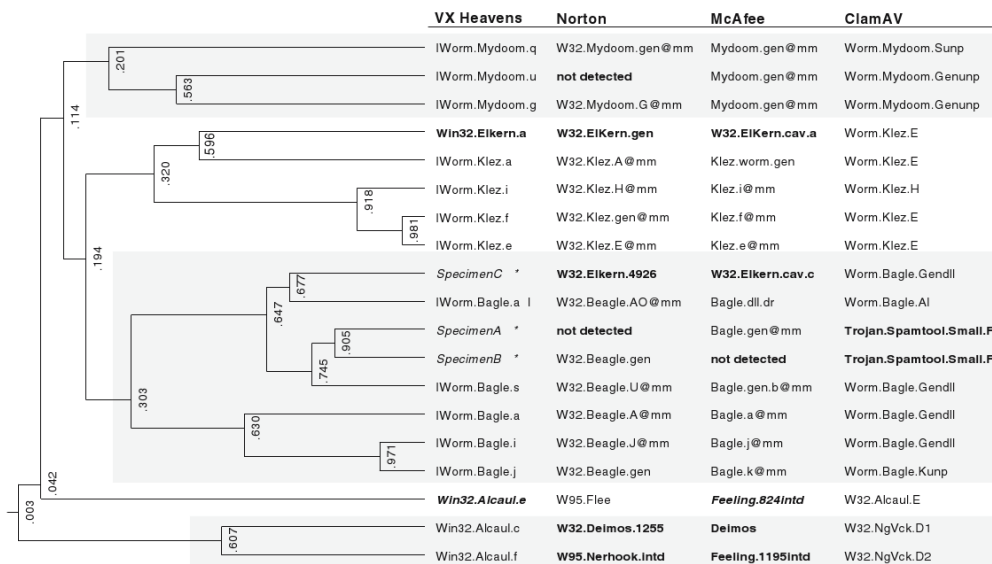 VX Heavens Norton McAfee ClamAV
IWorm.Mydoom.q W32.Mydoom.gen@mm Mydoom.gen@mm Worm.Mydoom.Sunp
.201
IWorm.Mydoom.u not detected Mydoom.gen@mm Worm.Mydoom.Genunp
.563
IWorm.Mydoom.g W32.Mydoom.G@mm Mydoom.gen@mm Worm.Mydoom.Genunp
.114
Win32.Elkern.a W32.ElKern.gen W32.ElKern.cav.a Worm.Klez.E
.596
IWorm.Klez.a W32.Klez.A@mm Klez.worm.gen Worm.Klez.E
.320
IWorm.Klez.i W32.Klez.H@mm Klez.i@mm Worm.Klez.H
.918
IWorm.Klez.f W32.Klez.gen@mm Klez.f@mm Worm.Klez.E
.981
IWorm.Klez.e W32.Klez.E@mm Klez.e@mm Worm.Klez.E
.194
SpecimenC * W32.Elkern.4926 W32.Elkern.cav.c Worm.Bagle.Gendll
.677
IWorm.Bagle.a l W32.Beagle.AO@mm Bagle.dll.dr Worm.Bagle.AI
.647
SpecimenA * not detected Bagle.gen@mm Trojan.Spamtool.Small.F
.905
SpecimenB * W32.Beagle.gen not detected Trojan.Spamtool.Small.F
.745
IWorm.Bagle.s W32.Beagle.U@mm Bagle.gen.b@mm Worm.Bagle.Gendll
.303
IWorm.Bagle.a W32.Beagle.A@mm Bagle.a@mm Worm.Bagle.Gendll
.630
IWorm.Bagle.i W32.Beagle.J@mm Bagle.j@mm Worm.Bagle.Gendll
.971
IWorm.Bagle.j W32.Beagle.gen Bagle.k@mm Worm.Bagle.Kunp
.042
Win32.Alcaul.e W95.Flee Feeling.824intd W32.Alcaul.E
.003
Win32.Alcaul.c W32.Deimos.1255 Deimos W32.NgVck.D1
.607
Win32.Alcaul.f W95.Nerhook.intd Feeling.1195intd W32.NgVck.D2